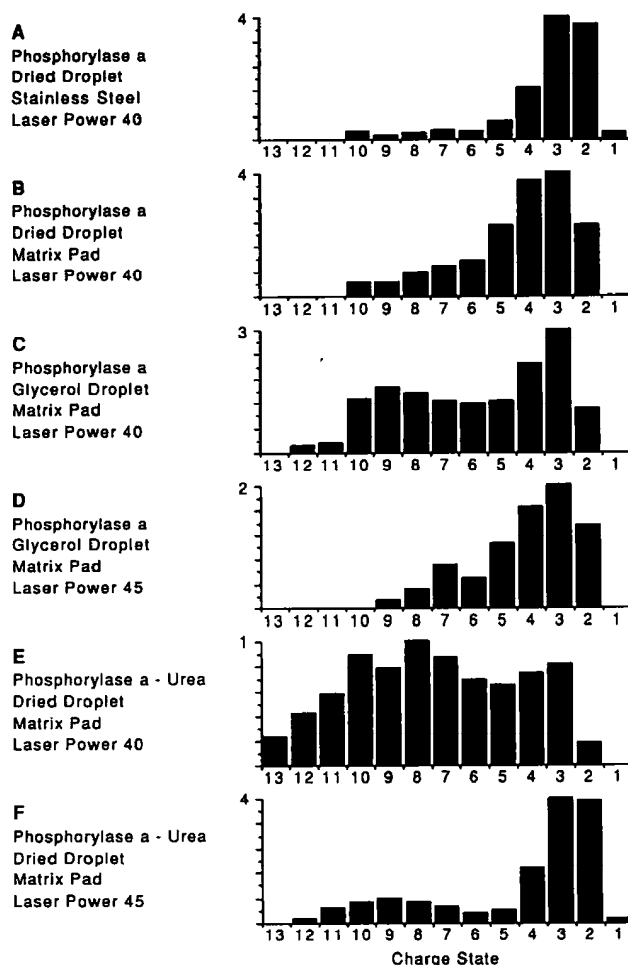 A
Phosphorylase a
Dried Droplet
Stainless Steel
Laser Power 40
4
13 12 11 10 9 8 7 6 5 4 3 2 1
B
Phosphorylase a
Dried Droplet
Matrix Pad
Laser Power 40
4
13 12 11 10 9 8 7 6 5 4 3 2 1
C
Phosphorylase a
Glycerol Droplet
Matrix Pad
Laser Power 40
3
13 12 11 10 9 8 7 6 5 4 3 2 1
D
Phosphorylase a
Glycerol Droplet
Matrix Pad
Laser Power 45
2
13 12 11 10 9 8 7 6 5 4 3 2 1
E
Phosphorylase a - Urea
Dried Droplet
Matrix Pad
Laser Power 40
1
13 12 11 10 9 8 7 6 5 4 3 2 1
F
Phosphorylase a - Urea
Dried Droplet
Matrix Pad
Laser Power 45
4
13 12 11 10 9 8 7 6 5 4 3 2 1
Charge State